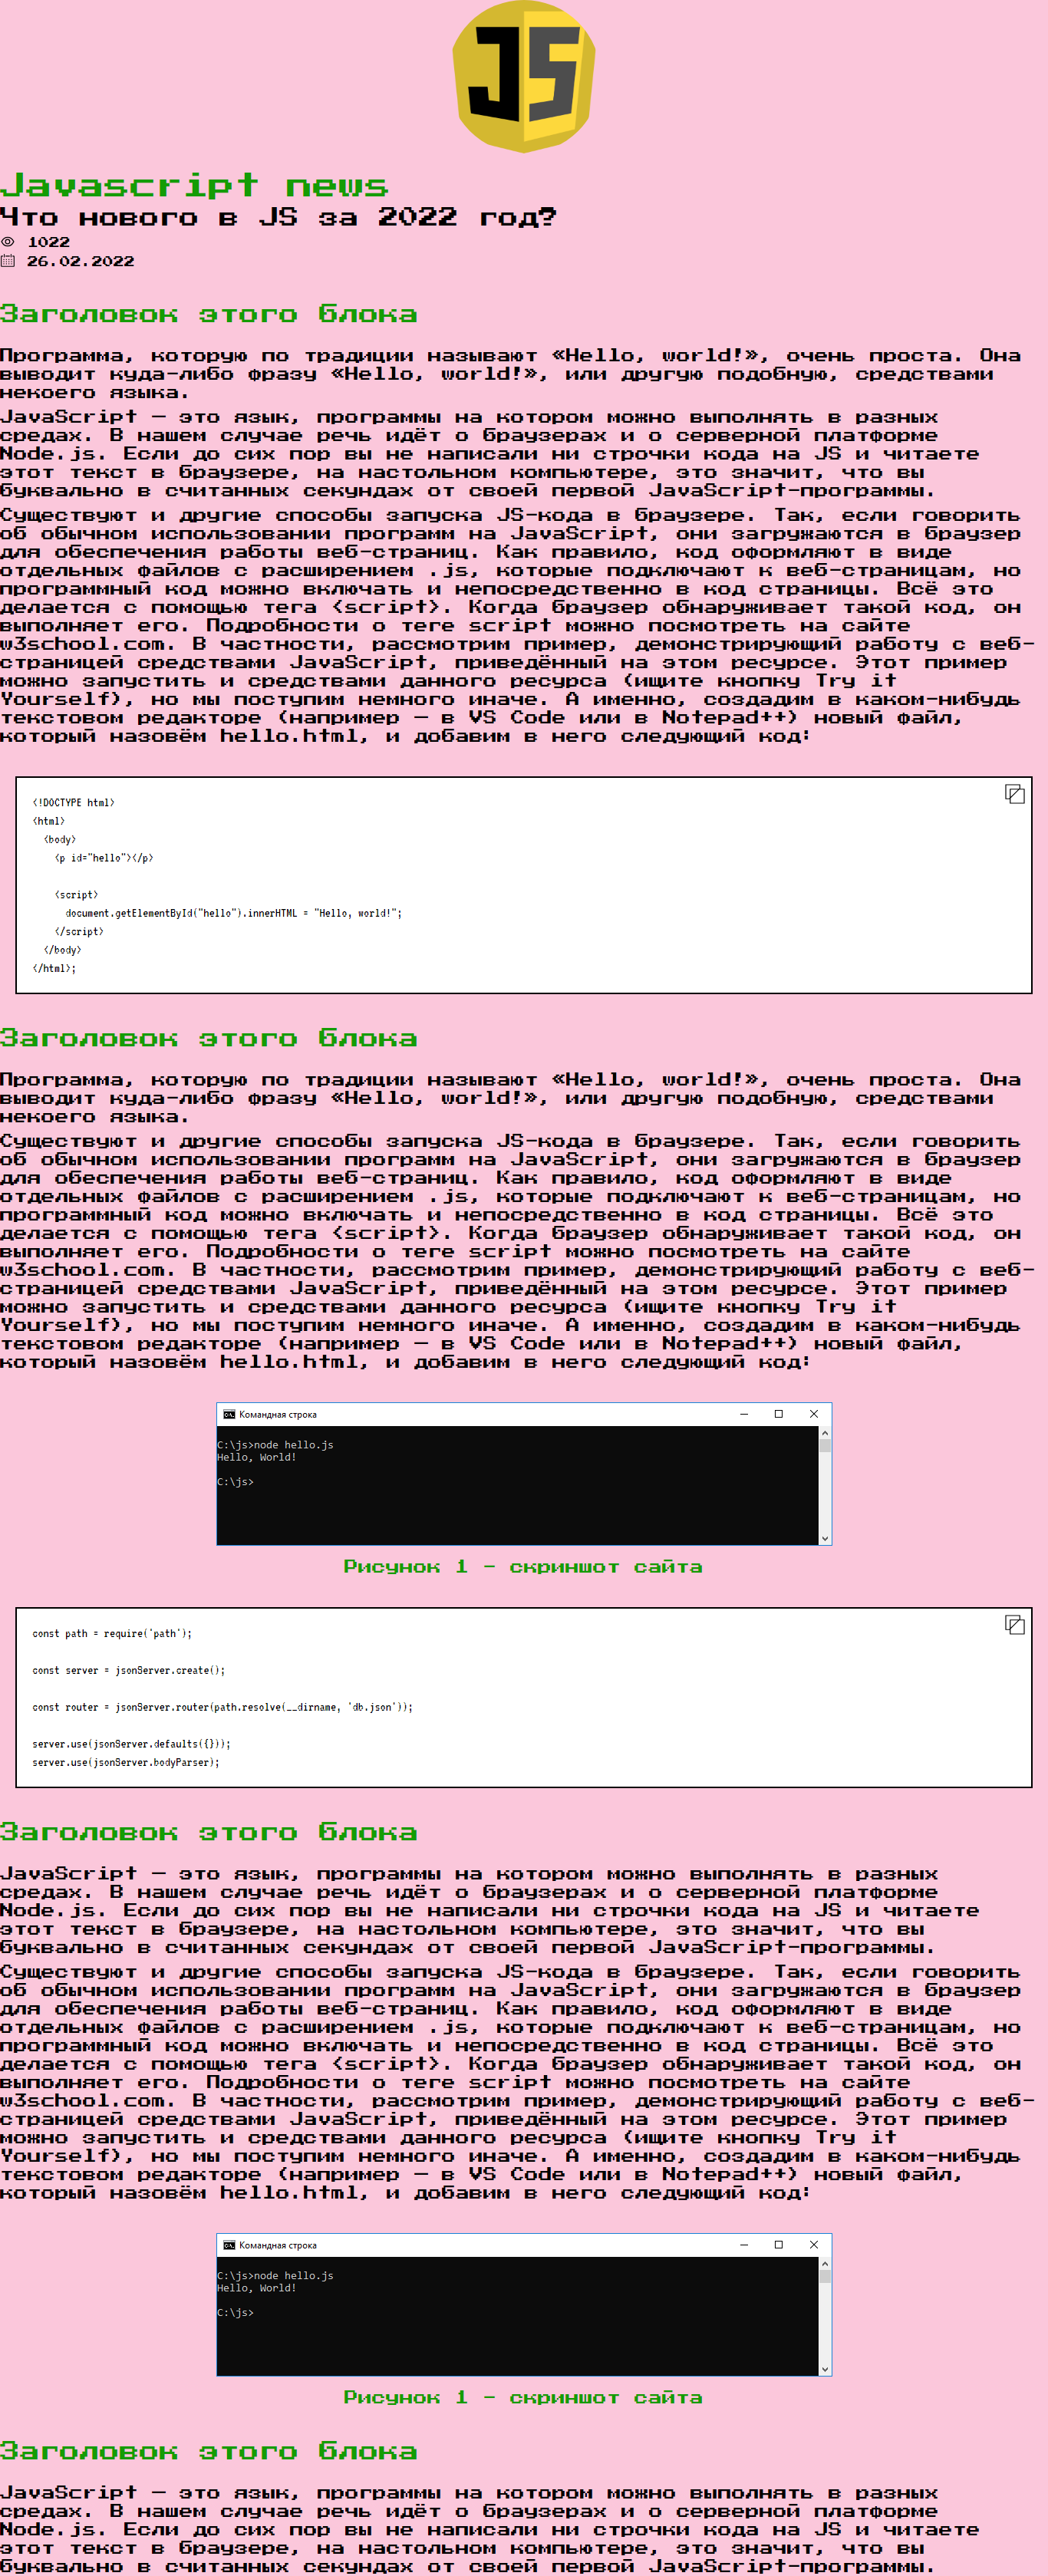 JS
Javascript news
Что нового в JS за 2022 год?
1022
26.02.2022
Заголовок этого блока
Программа, которую по традиции называют «Hello, world!», очень проста. Она
выводит куда-либо фразу «Hello, world!», или другую подобную, средствами
некоего языка.
JavaScript — это язык, программы на котором можно выполнять в разных
средах. В нашем случае речь идёт о браузерах и о серверной платформе
Node.js. Если до сих пор вы не написали ни строчки кода на JS и читаете
этот текст в браузере, на настольном компьютере, это значит, что вы
буквально в считанных секундах от своей первой JavaScript-программы.
Существуют и другие способы запуска JS-кода в браузере. Так, если говорить
об обычном использовании программ на JavaScript, они загружаются в браузер
для обеспечения работы веб-страниц. Как правило, код оформляют в виде
отдельных файлов с расширением .js, которые подключают к веб-страницам, но
программный код можно включать и непосредственно в код страницы. Всё это
делается с помощью тега <script>. Когда браузер обнаруживает такой код, он
выполняет его. Подробности о теге script можно посмотреть на сайте
w3school.com. В частности, рассмотрим пример, демонстрирующий работу с веб-
страницей средствами JavaScript, приведённый на этом ресурсе. Этот пример
можно запустить и средствами данного ресурса (ищите кнопку Try it
Yourself), но мы поступим немного иначе. А именно, создадим в каком-нибудь
текстовом редакторе (например — в VS Code или в Notepad++) новый файл,
который назовём hello.html, и добавим в него следующий код:
<!DOCTYPE html>
<html>
<body>
<p id="hello"></p>
<script>
document.getElementById("hello").innerHTML = "Hello, world!";
</script>
</body>
</html>;
Заголовок этого блока
Программа, которую по традиции называют «Hello, world!», очень проста. Она
выводит куда-либо фразу «Hello, world!», или другую подобную, средствами
некоего языка.
Существуют и другие способы запуска JS-кода в браузере. Так, если говорить
об обычном использовании программ на JavaScript, они загружаются в браузер
для обеспечения работы веб-страниц. Как правило, код оформляют в виде
отдельных файлов с расширением .js, которые подключают к веб-страницам, но
программный код можно включать и непосредственно в код страницы. Всё это
делается с помощью тега <script>. Когда браузер обнаруживает такой код, он
выполняет его. Подробности о теге script можно посмотреть на сайте
w3school.com. В частности, рассмотрим пример, демонстрирующий работу с веб-
страницей средствами JavaScript, приведённый на этом ресурсе. Этот пример
можно запустить и средствами данного ресурса (ищите кнопку Try it
Yourself), но мы поступим немного иначе. А именно, создадим в каком-нибудь
текстовом редакторе (например — в VS Code или в Notepad++) новый файл,
который назовём hello.html, и добавим в него следующий код:
Командная строка
C:\js>node hello.js
Hello, World!
C:\js>
Рисунок 1 - скриншот сайта
const path = require('path');
const server = jsonServer.create();
const router = jsonServer.router(path.resolve(__dirname, 'db.json'));
server.use(jsonServer.defaults({}));
server.use(jsonServer.bodyParser);
Заголовок этого блока
JavaScript — это язык, программы на котором можно выполнять в разных
средах. В нашем случае речь идёт о браузерах и о серверной платформе
Node.js. Если до сих пор вы не написали ни строчки кода на JS и читаете
этот текст в браузере, на настольном компьютере, это значит, что вы
буквально в считанных секундах от своей первой JavaScript-программы.
Существуют и другие способы запуска JS-кода в браузере. Так, если говорить
об обычном использовании программ на JavaScript, они загружаются в браузер
для обеспечения работы веб-страниц. Как правило, код оформляют в виде
отдельных файлов с расширением .js, которые подключают к веб-страницам, но
программный код можно включать и непосредственно в код страницы. Всё это
делается с помощью тега <script>. Когда браузер обнаруживает такой код, он
выполняет его. Подробности о теге script можно посмотреть на сайте
w3school.com. В частности, рассмотрим пример, демонстрирующий работу с веб-
страницей средствами JavaScript, приведённый на этом ресурсе. Этот пример
можно запустить и средствами данного ресурса (ищите кнопку Try it
Yourself), но мы поступим немного иначе. А именно, создадим в каком-нибудь
текстовом редакторе (например — в VS Code или в Notepad++) новый файл,
который назовём hello.html, и добавим в него следующий код:
Командная строка
C:\js>node hello.js
Hello, World!
C:\js>
Рисунок 1 - скриншот сайта
Заголовок этого блока
JavaScript — это язык, программы на котором можно выполнять в разных
средах. В нашем случае речь идёт о браузерах и о серверной платформе
Node.js. Если до сих пор вы не написали ни строчки кода на JS и читаете
этот текст в браузере, на настольном компьютере, это значит, что вы
буквально в считанных секундах от своей первой JavaScript-программы.